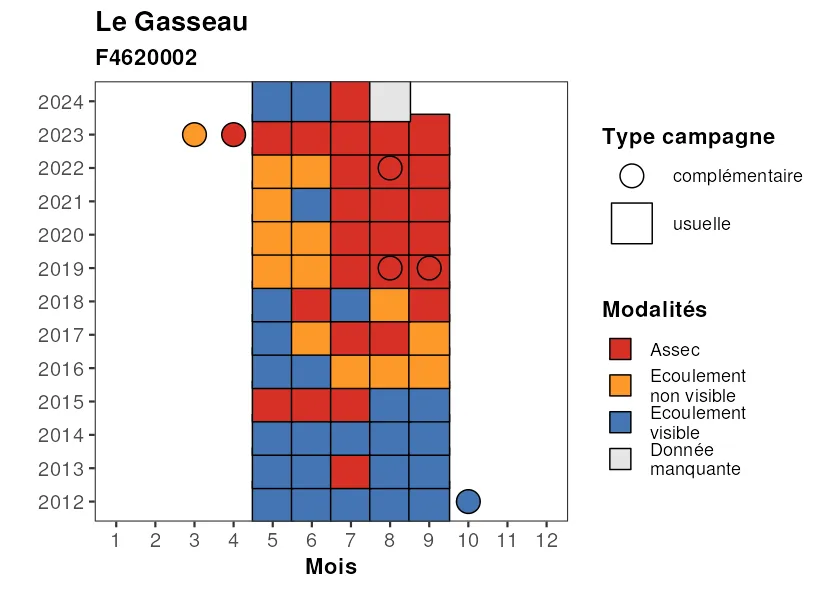 Le Gasseau
F4620002
2024
2023
2022
2021
2020
2019
2018
2017
2016
2015
2014
2013
2012
1 2 3 4 5 6 7 8 9 10 11 12
Mois
Type campagne
complémentaire
usuelle
Modalités
Assec
Ecoulement
non visible
Ecoulement
visible
Donnée
manquante